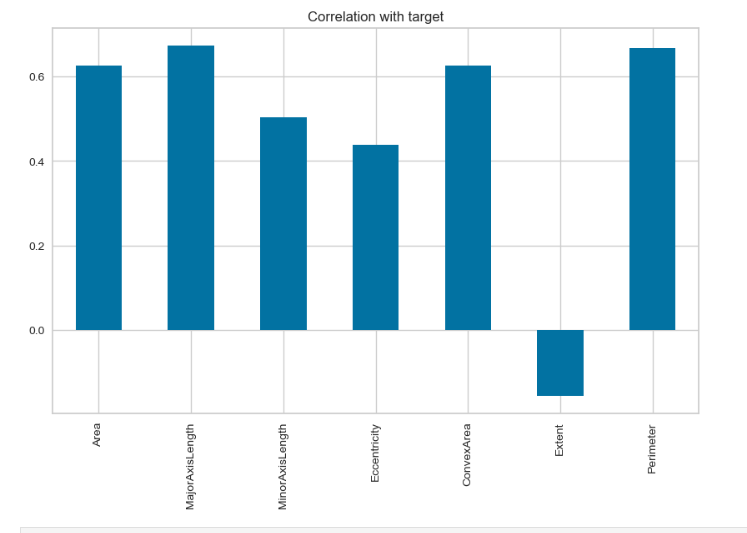 Correlation with target
0.6
0.4
0.2
0.0
Area
MajorAxisLength
MinorAxisLength
Eccentricity
ConvexArea
Extent
Perimeter